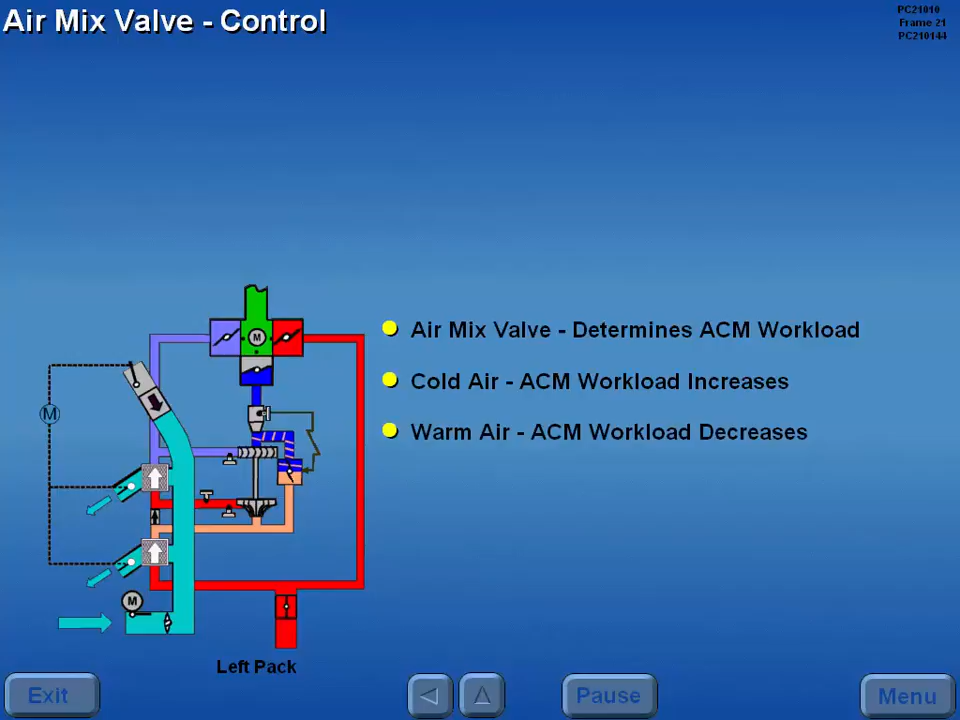 Air Mix Valve - Control
PC21010
Frame 21
PC210144
Air Mix Valve - Determines ACM Workload
Cold Air - ACM Workload Increases
Warm Air - ACM Workload Decreases
M
M
M
Left Pack
Exit
Pause
Menu